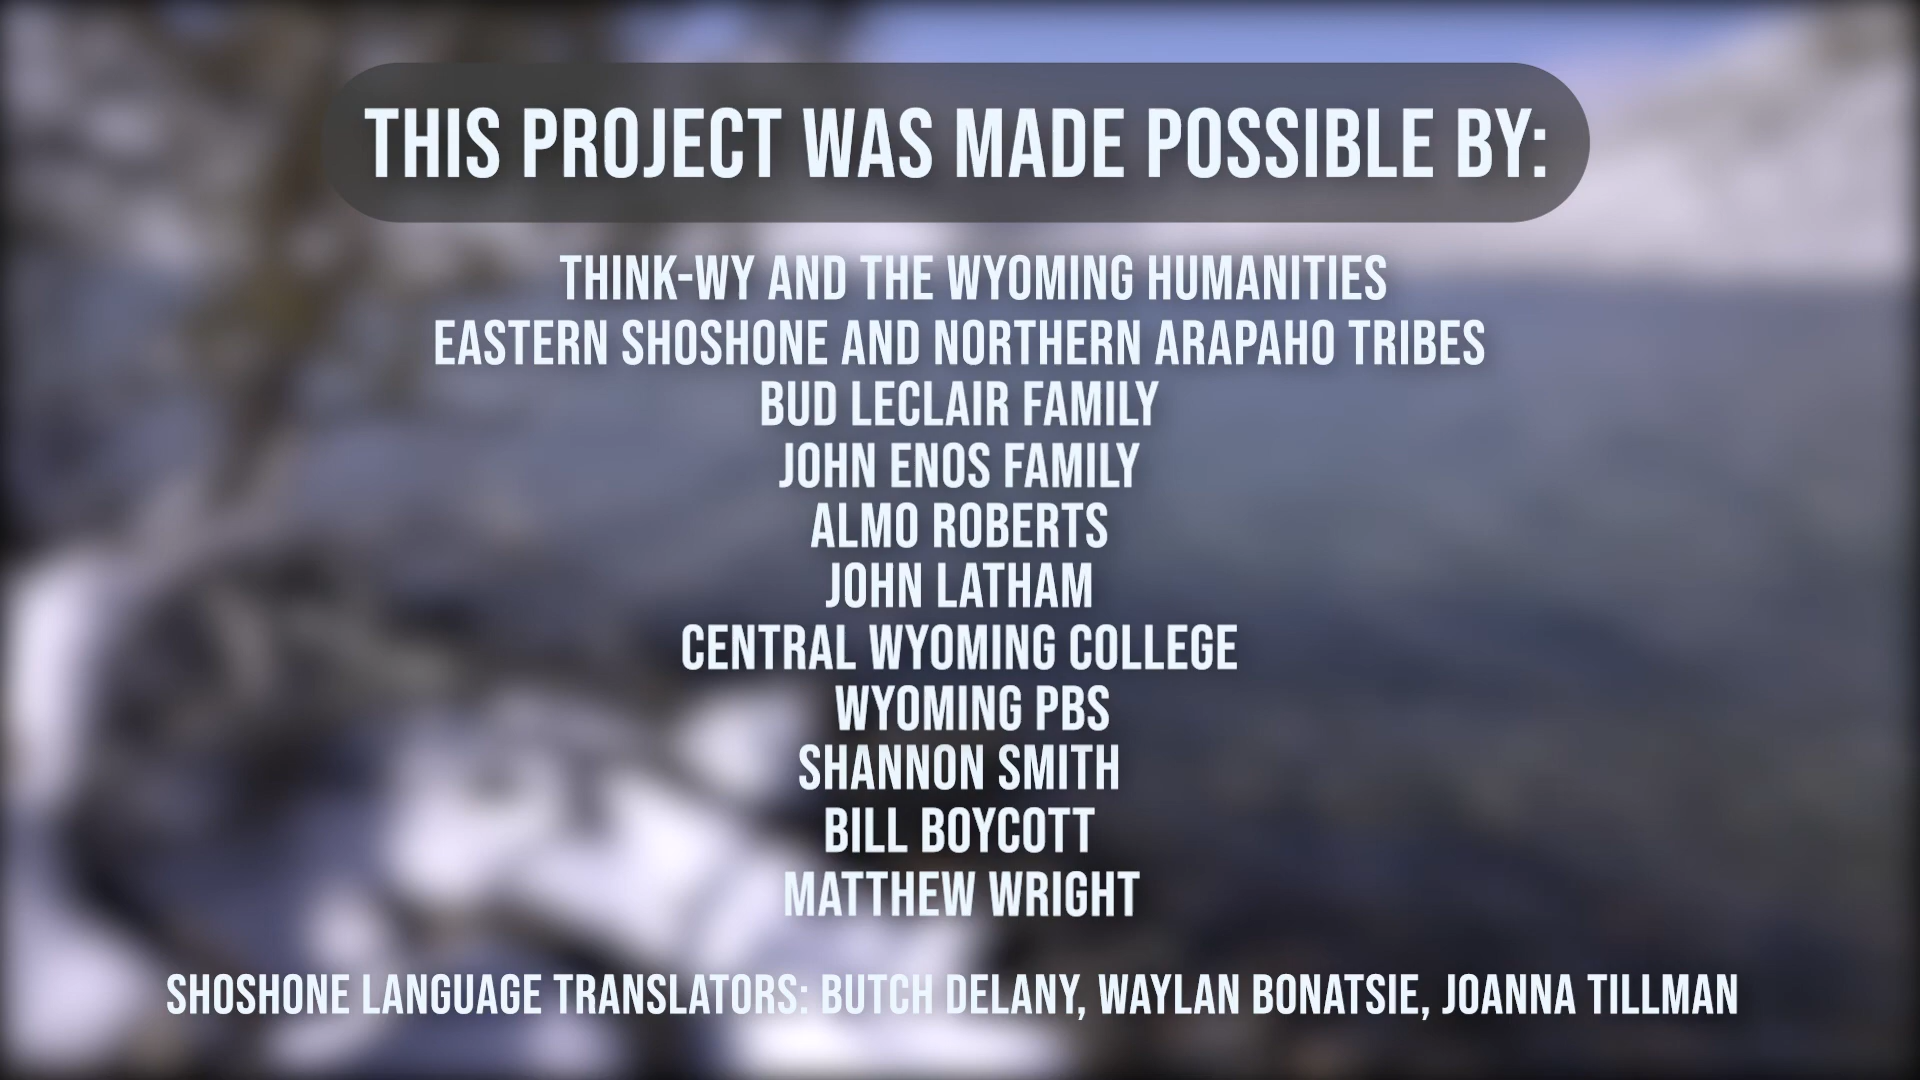 THIS PROJECT WAS MADE POSSIBLE BY:
THINK-WY AND THE WYOMING HUMANITIES
EASTERN SHOSHONE AND NORTHERN ARAPAHO TRIBES
BUD LECLAIR FAMILY
JOHN ENOS FAMILY
ALMO ROBERTS
JOHN LATHAM
CENTRAL WYOMING COLLEGE
WYOMING PBS
SHANNON SMITH
BILL BOYCOTT
MATTHEW WRIGHT
SHOSHONE LANGUAGE TRANSLATORS: BUTCH DELANY, WAYLAN BONATSIE, JOANNA TILLMAN